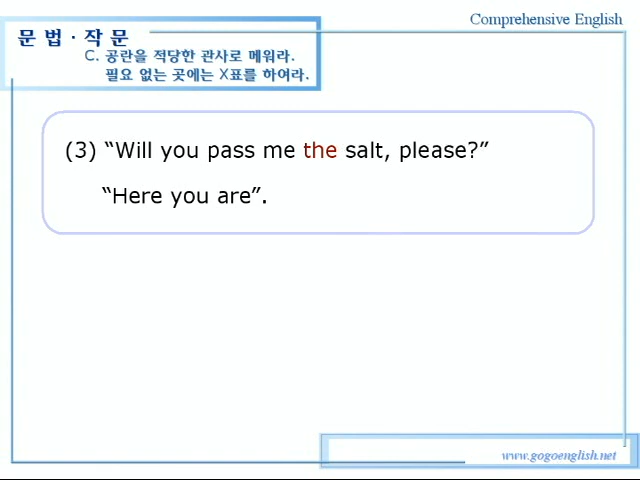 Comprehensive English
문 법 · 작 문
C. 공란을 적당한 관사로 메워라.
필요 없는 곳에는 X표를 하여라.
(3) “Will you pass me the salt, please?”
“Here you are”.
www.gogoenglish.net